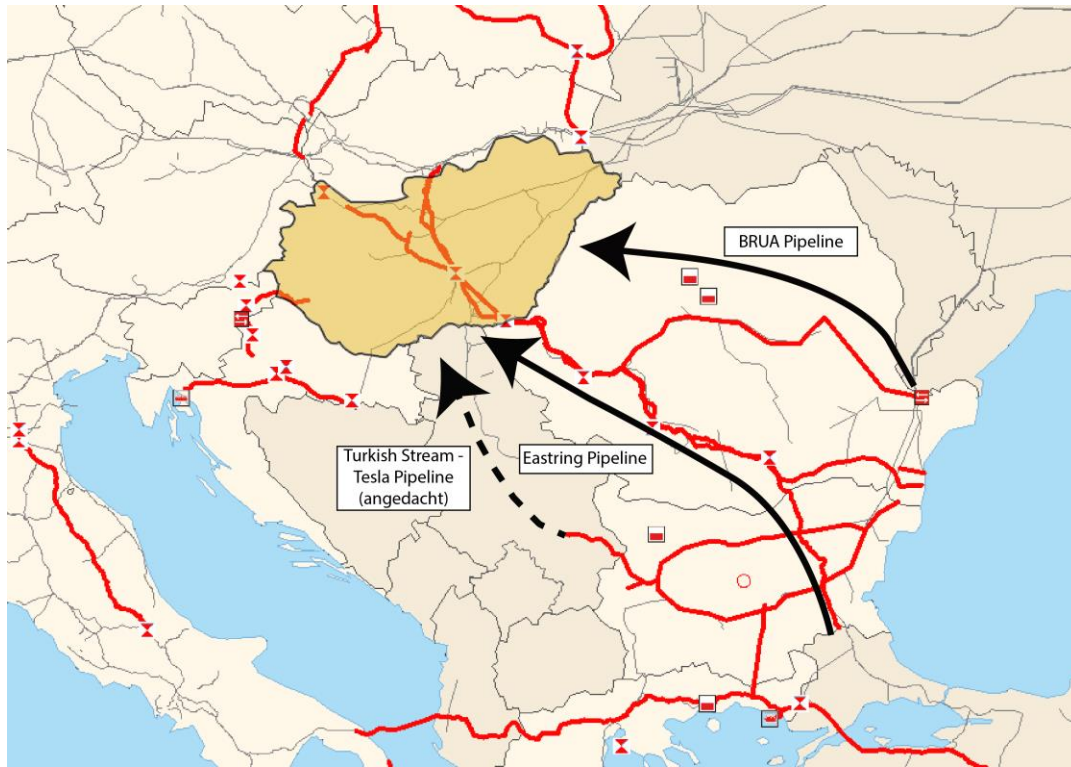 BRUA Pipeline
Eastring Pipeline
Turkish Stream -
Tesla Pipeline
(angedacht)